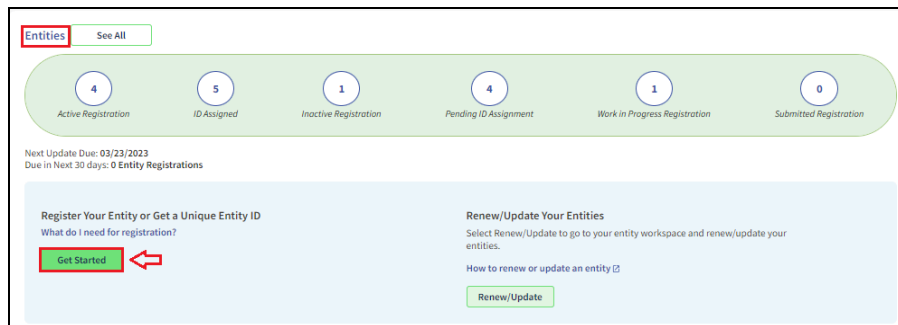 Entities See All
4 5 1 4 1 0
Active Registration ID Assigned Inactive Registration Pending ID Assignment Work in Progress Registration Submitted Registration
Next Update Due: 03/23/2023
Due in Next 30 days: 0 Entity Registrations
Register Your Entity or Get a Unique Entity ID
What do I need for registration?
Get Started
Renew/Update Your Entities
Select Renew/Update to go to your entity workspace and renew/update your
entities.
How to renew or update an entity
Renew/Update